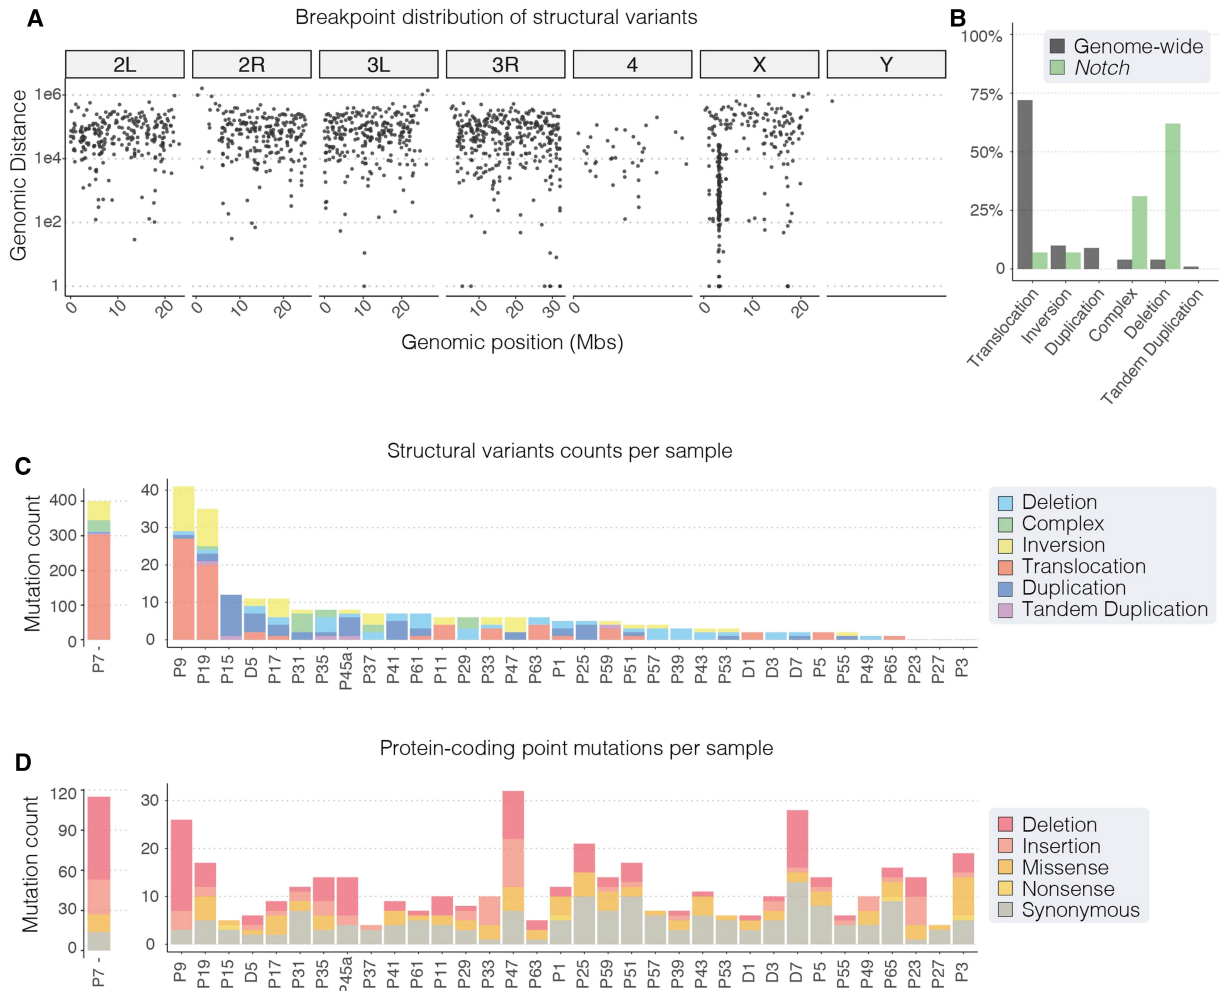 A
Breakpoint distribution of structural variants
2L 2R 3L 3R 4 X Y
Genomic Distance
1e6
1e4
1e2
1
0 10 20 0 10 20 0 10 20 0 10 20 30 0 0 10 20
Genomic position (Mbs)
B
100%
75%
50%
25%
0
Genome-wide
Notch
Translocation
Inversion
Duplication
Complex
Deletion
Tandem Duplication
C
Structural variants counts per sample
Mutation count
400
300
200
100
0
P7 -
40
30
20
10
0
P9 P19 P15 D5 P17 P31 P35 P45a P37 P41 P61 P11 P29 P33 P47 P63 P1 P25 P59 P51 P57 P39 P43 P53 D1 D3 D7 P5 P55 P49 P65 P23 P27 P3
Deletion
Complex
Inversion
Translocation
Duplication
Tandem Duplication
D
Protein-coding point mutations per sample
Mutation count
120
90
60
30
0
P7 -
30
20
10
0
P9 P19 P15 D5 P17 P31 P35 P45a P37 P41 P61 P11 P29 P33 P47 P63 P1 P25 P59 P51 P57 P39 P43 P53 D1 D3 D7 P5 P55 P49 P65 P23 P27 P3
Deletion
Insertion
Missense
Nonsense
Synonymous